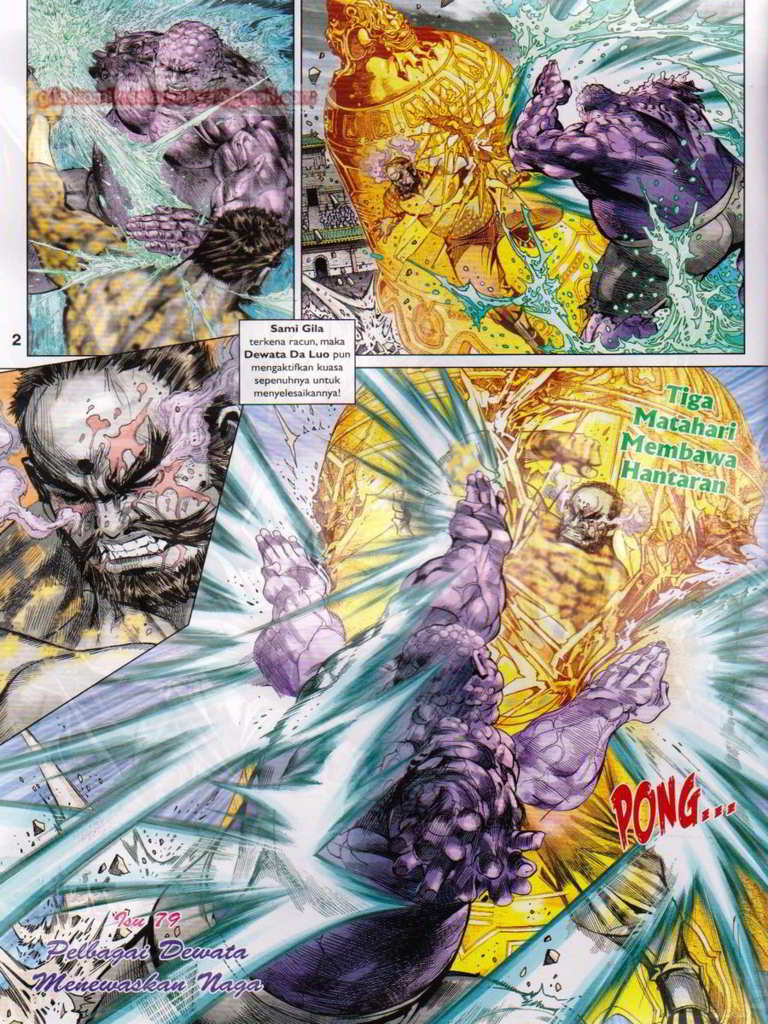 2
Sami Gila
terkena racun, maka
Dewata Da Luo pun
mengaktifkan kuasa
sepenuhnya untuk
menyelesaikannya!
Tiga
Matahari
Membawa
Hantaran
PONG...
Isu 79
Pelbagai Dewata
Menewaskan Naga